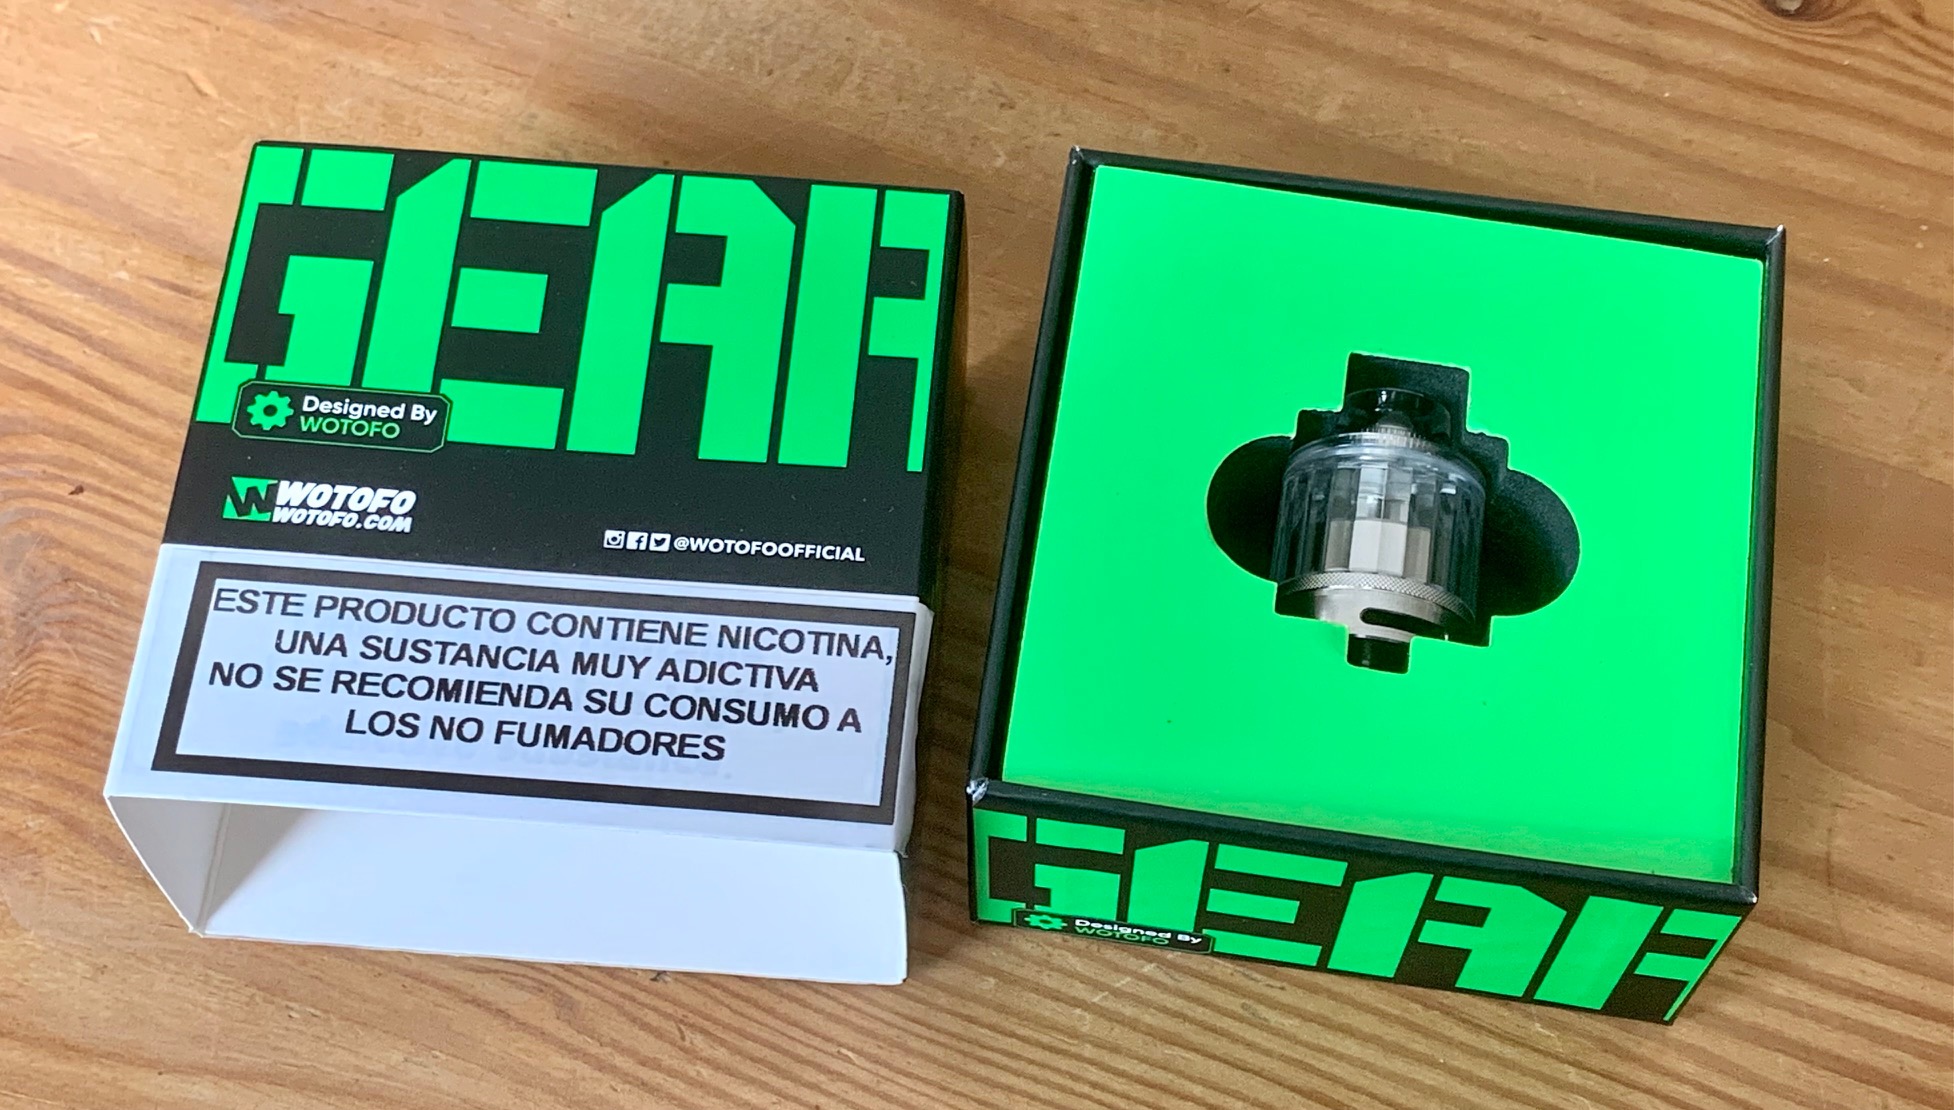 GEAR
Designed By
WOTOFO
WOTOFO
WOTOFO.COM
@WOTOFOOFFICIAL
ESTE PRODUCTO CONTIENE NICOTINA,
UNA SUSTANCIA MUY ADICTIVA
NO SE RECOMIENDA SU CONSUMO A
LOS NO FUMADORES
GEAR
Designed By
WOTOFO